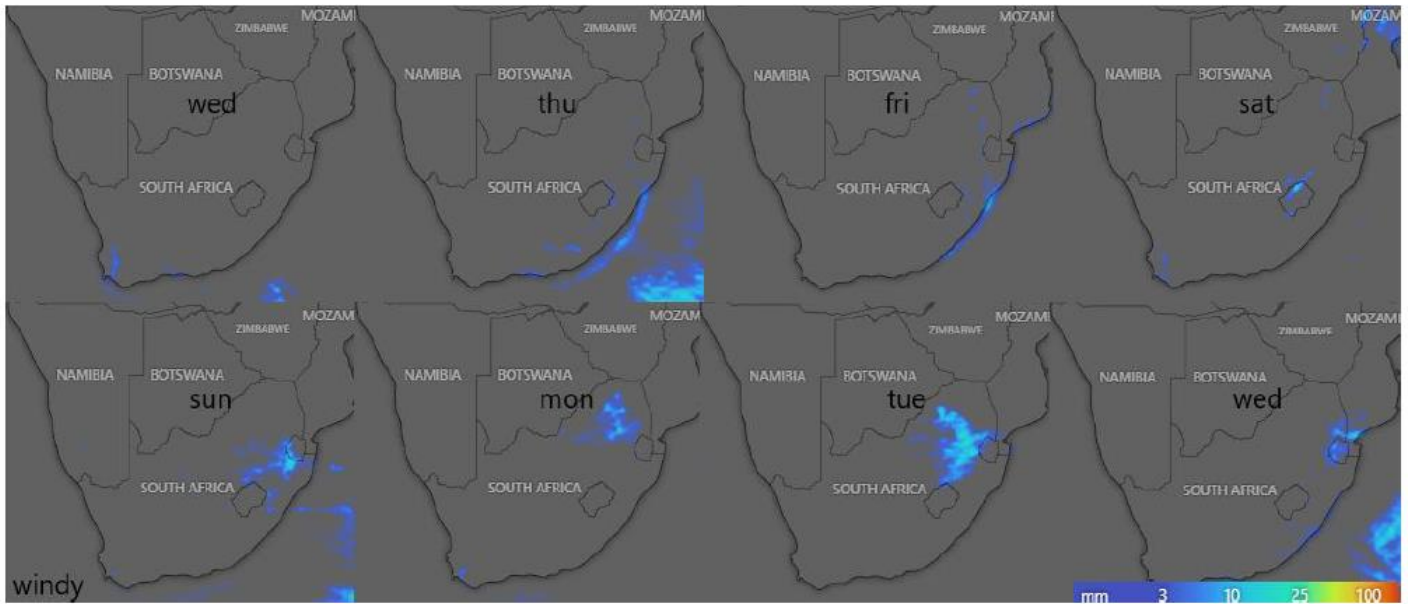 MOZAMI MOZAMI MOZAMI MOZAM
ZIMBABWE ZIMBABWE ZIMBABWE ZIMBABWE
NAMIBIA BOTSWANA NAMIBIA BOTSWANA NAMIBIA BOTSWANA NAMIBIA BOTSWANA
wed thu fri sat
SOUTH AFRICA SOUTH AFRICA SOUTH AFRICA SOUTH AFRICA
MOZAMI MOZAMI MOZAMI MOZAM
ZIMBABWE ZIMBABWE ZIMBABWE ZIMBABWE
NAMIBIA BOTSWANA NAMIBIA BOTSWANA NAMIBIA BOTSWANA NAMIBIA BOTSWANA
sun mon tue wed
SOUTH AFRICA SOUTH AFRICA SOUTH AFRICA SOUTH AFRICA
windy
mm 3 10 25 100